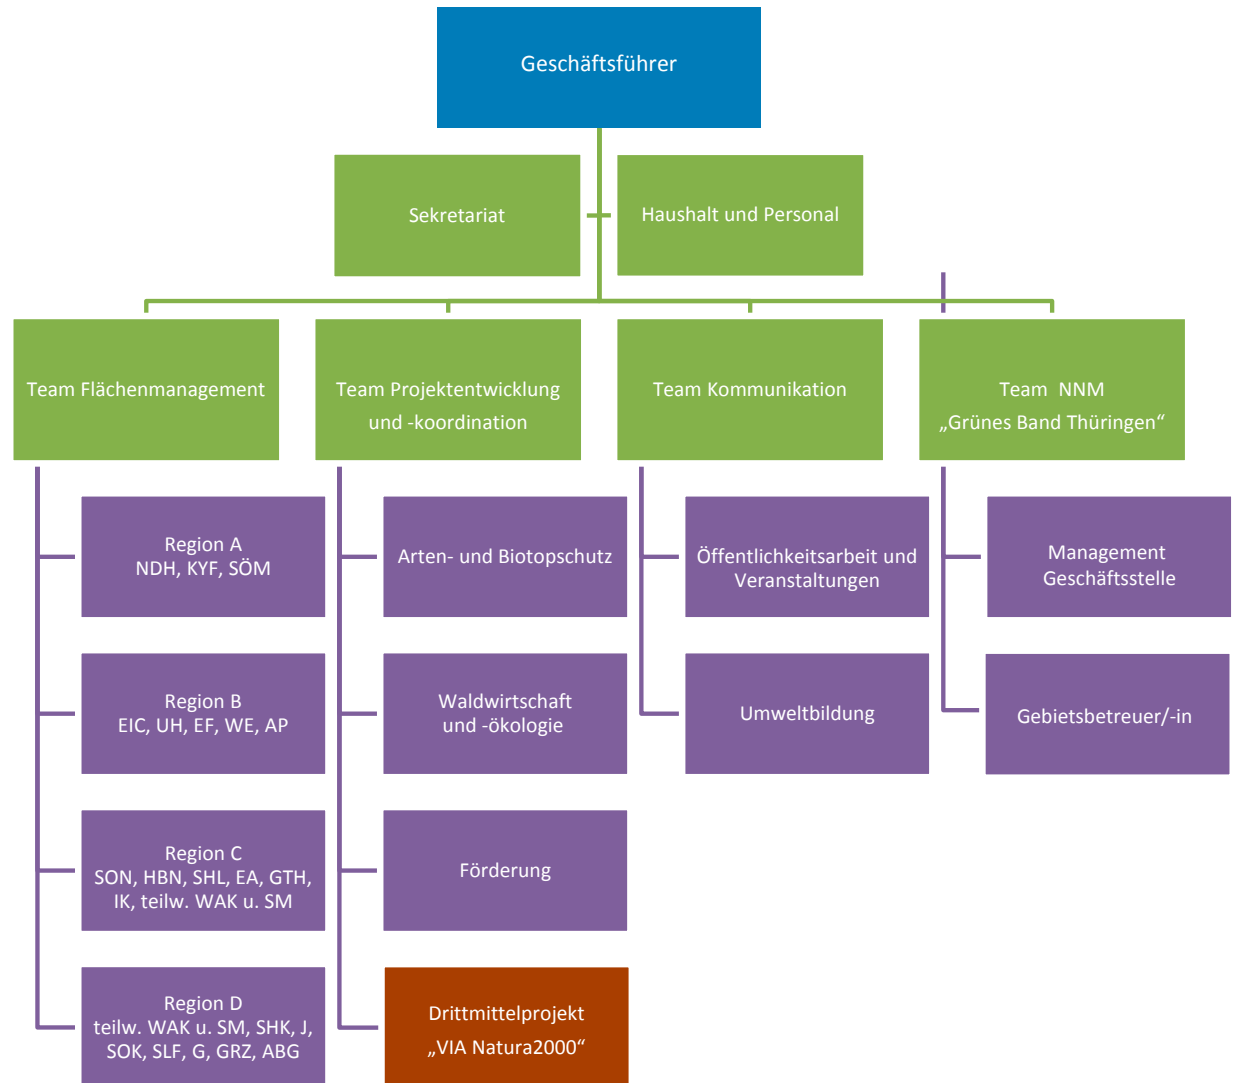 Geschäftsführer
Sekretariat
Haushalt und Personal
Team Flächenmanagement
Team Projektentwicklung
und -koordination
Team Kommunikation
Team NNM
„Grünes Band Thüringen“
Region A
NDH, KYF, SÖM
Arten- und Biotopschutz
Öffentlichkeitsarbeit und
Veranstaltungen
Management
Geschäftsstelle
Region B
EIC, UH, EF, WE, AP
Waldwirtschaft
und -ökologie
Umweltbildung
Gebietsbetreuer/-in
Region C
SON, HBN, SHL, EA, GTH,
IK, teilw. WAK u. SM
Förderung
Region D
teilw. WAK u. SM, SHK, J,
SOK, SLF, G, GRZ, ABG
Drittmittelprojekt
„VIA Natura2000“